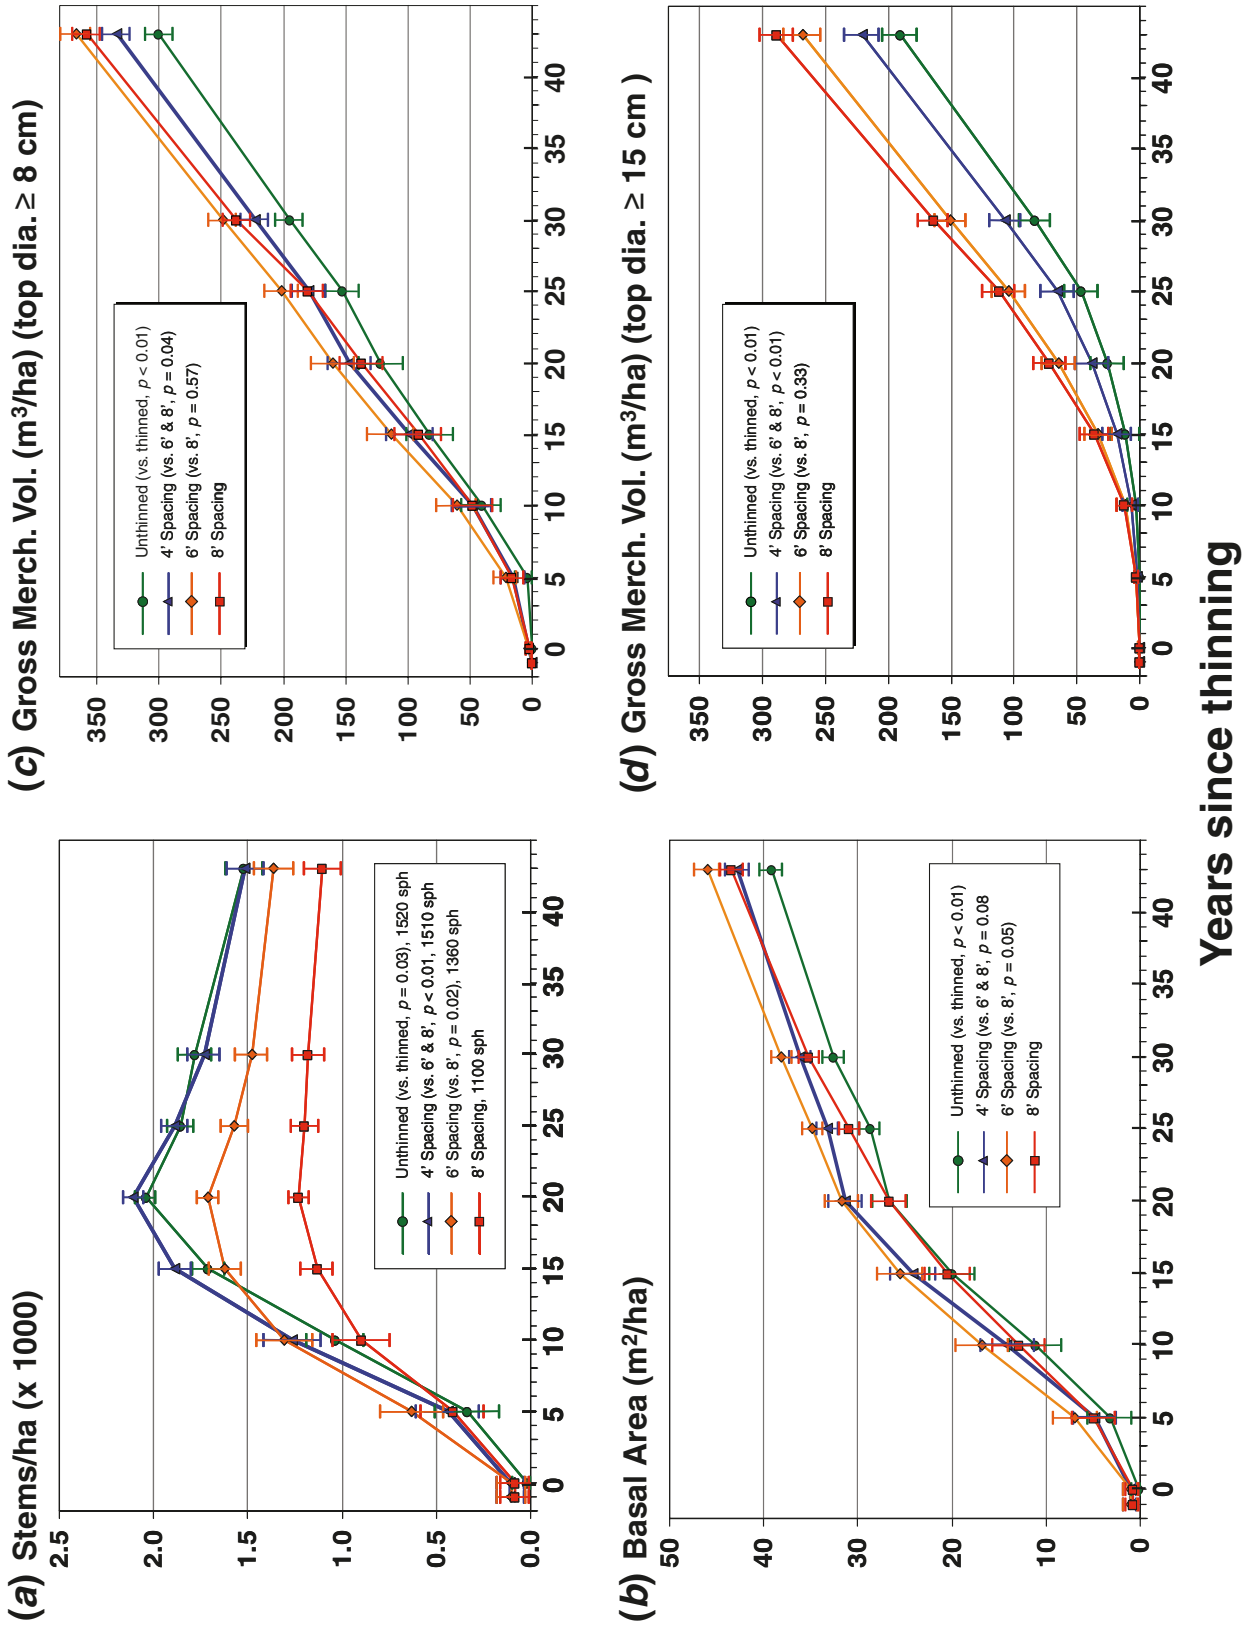 (a) Stems/ha (x 1000)
2.5
2.0
1.5
1.0
0.5
0.0
0 5 10 15 20 25 30 35 40
Unthinned (vs. thinned, p = 0.03), 1520 sph
4' Spacing (vs. 6' & 8', p < 0.01, 1510 sph
6' Spacing (vs. 8', p = 0.02), 1360 sph
8' Spacing, 1100 sph
(c) Gross Merch. Vol. (m³/ha) (top dia. ≥ 8 cm)
350
300
250
200
150
100
50
0
0 5 10 15 20 25 30 35 40
Unthinned (vs. thinned, p < 0.01)
4' Spacing (vs. 6' & 8', p = 0.04)
6' Spacing (vs. 8', p = 0.57)
8' Spacing
(b) Basal Area (m²/ha)
50
40
30
20
10
0
0 5 10 15 20 25 30 35 40
Unthinned (vs. thinned, p < 0.01)
4' Spacing (vs. 6' & 8', p = 0.08
6' Spacing (vs. 8', p = 0.05)
8' Spacing
(d) Gross Merch. Vol. (m³/ha) (top dia. ≥ 15 cm )
350
300
250
200
150
100
50
0
0 5 10 15 20 25 30 35 40
Unthinned (vs. thinned, p < 0.01)
4' Spacing (vs. 6' & 8', p < 0.01)
6' Spacing (vs. 8', p = 0.33)
8' Spacing
Years since thinning